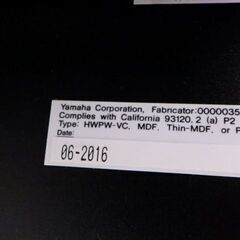 Yamaha Corporation, Fabricator:0000035
Complies with California 93120.2 (a) P2
Type: HWPW-VC, MDF, Thin-MDF, or P
Date:
06-2016